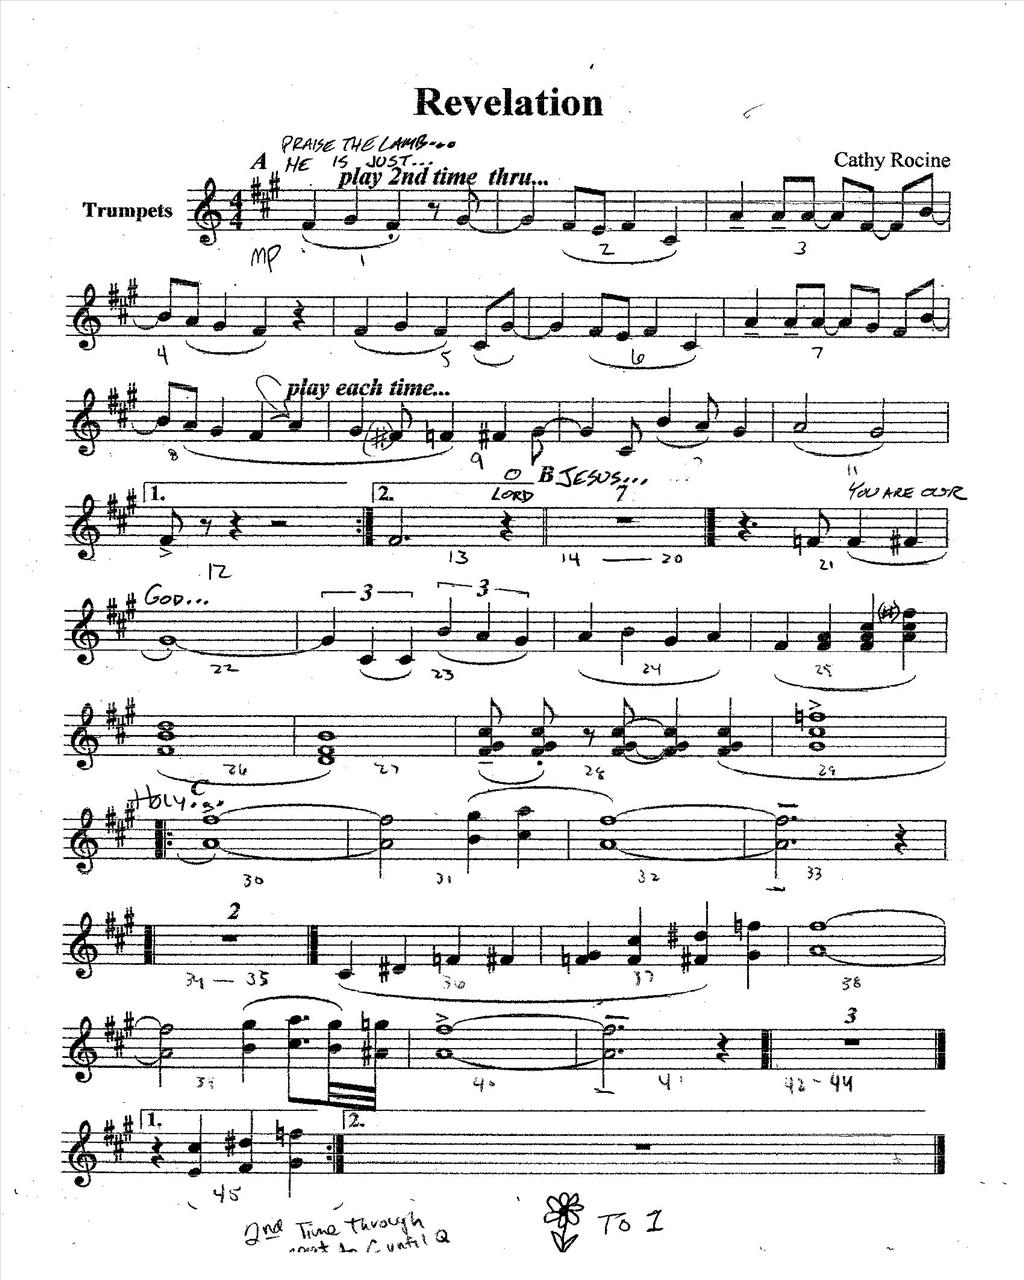 Revelation
PRAISE THE LAMB...
A HE IS JUST...
Cathy Rocine
play 2nd time thru...
Trumpets
4
4
MP
1 2 3
4 5 6 7
play each time...
8 9 11
1. 2. O LORD B JESUS... 7 YOU ARE OUR
12 13 14 — 20 21
GOD... 3 3
22 23 24 25
26 27 28 29
HOLY... C
30 31 32 33
2
34 — 35 36 37 38
3
39 40 41 42-44
1. 2.
45
2nd Time through
until Q
TO 1